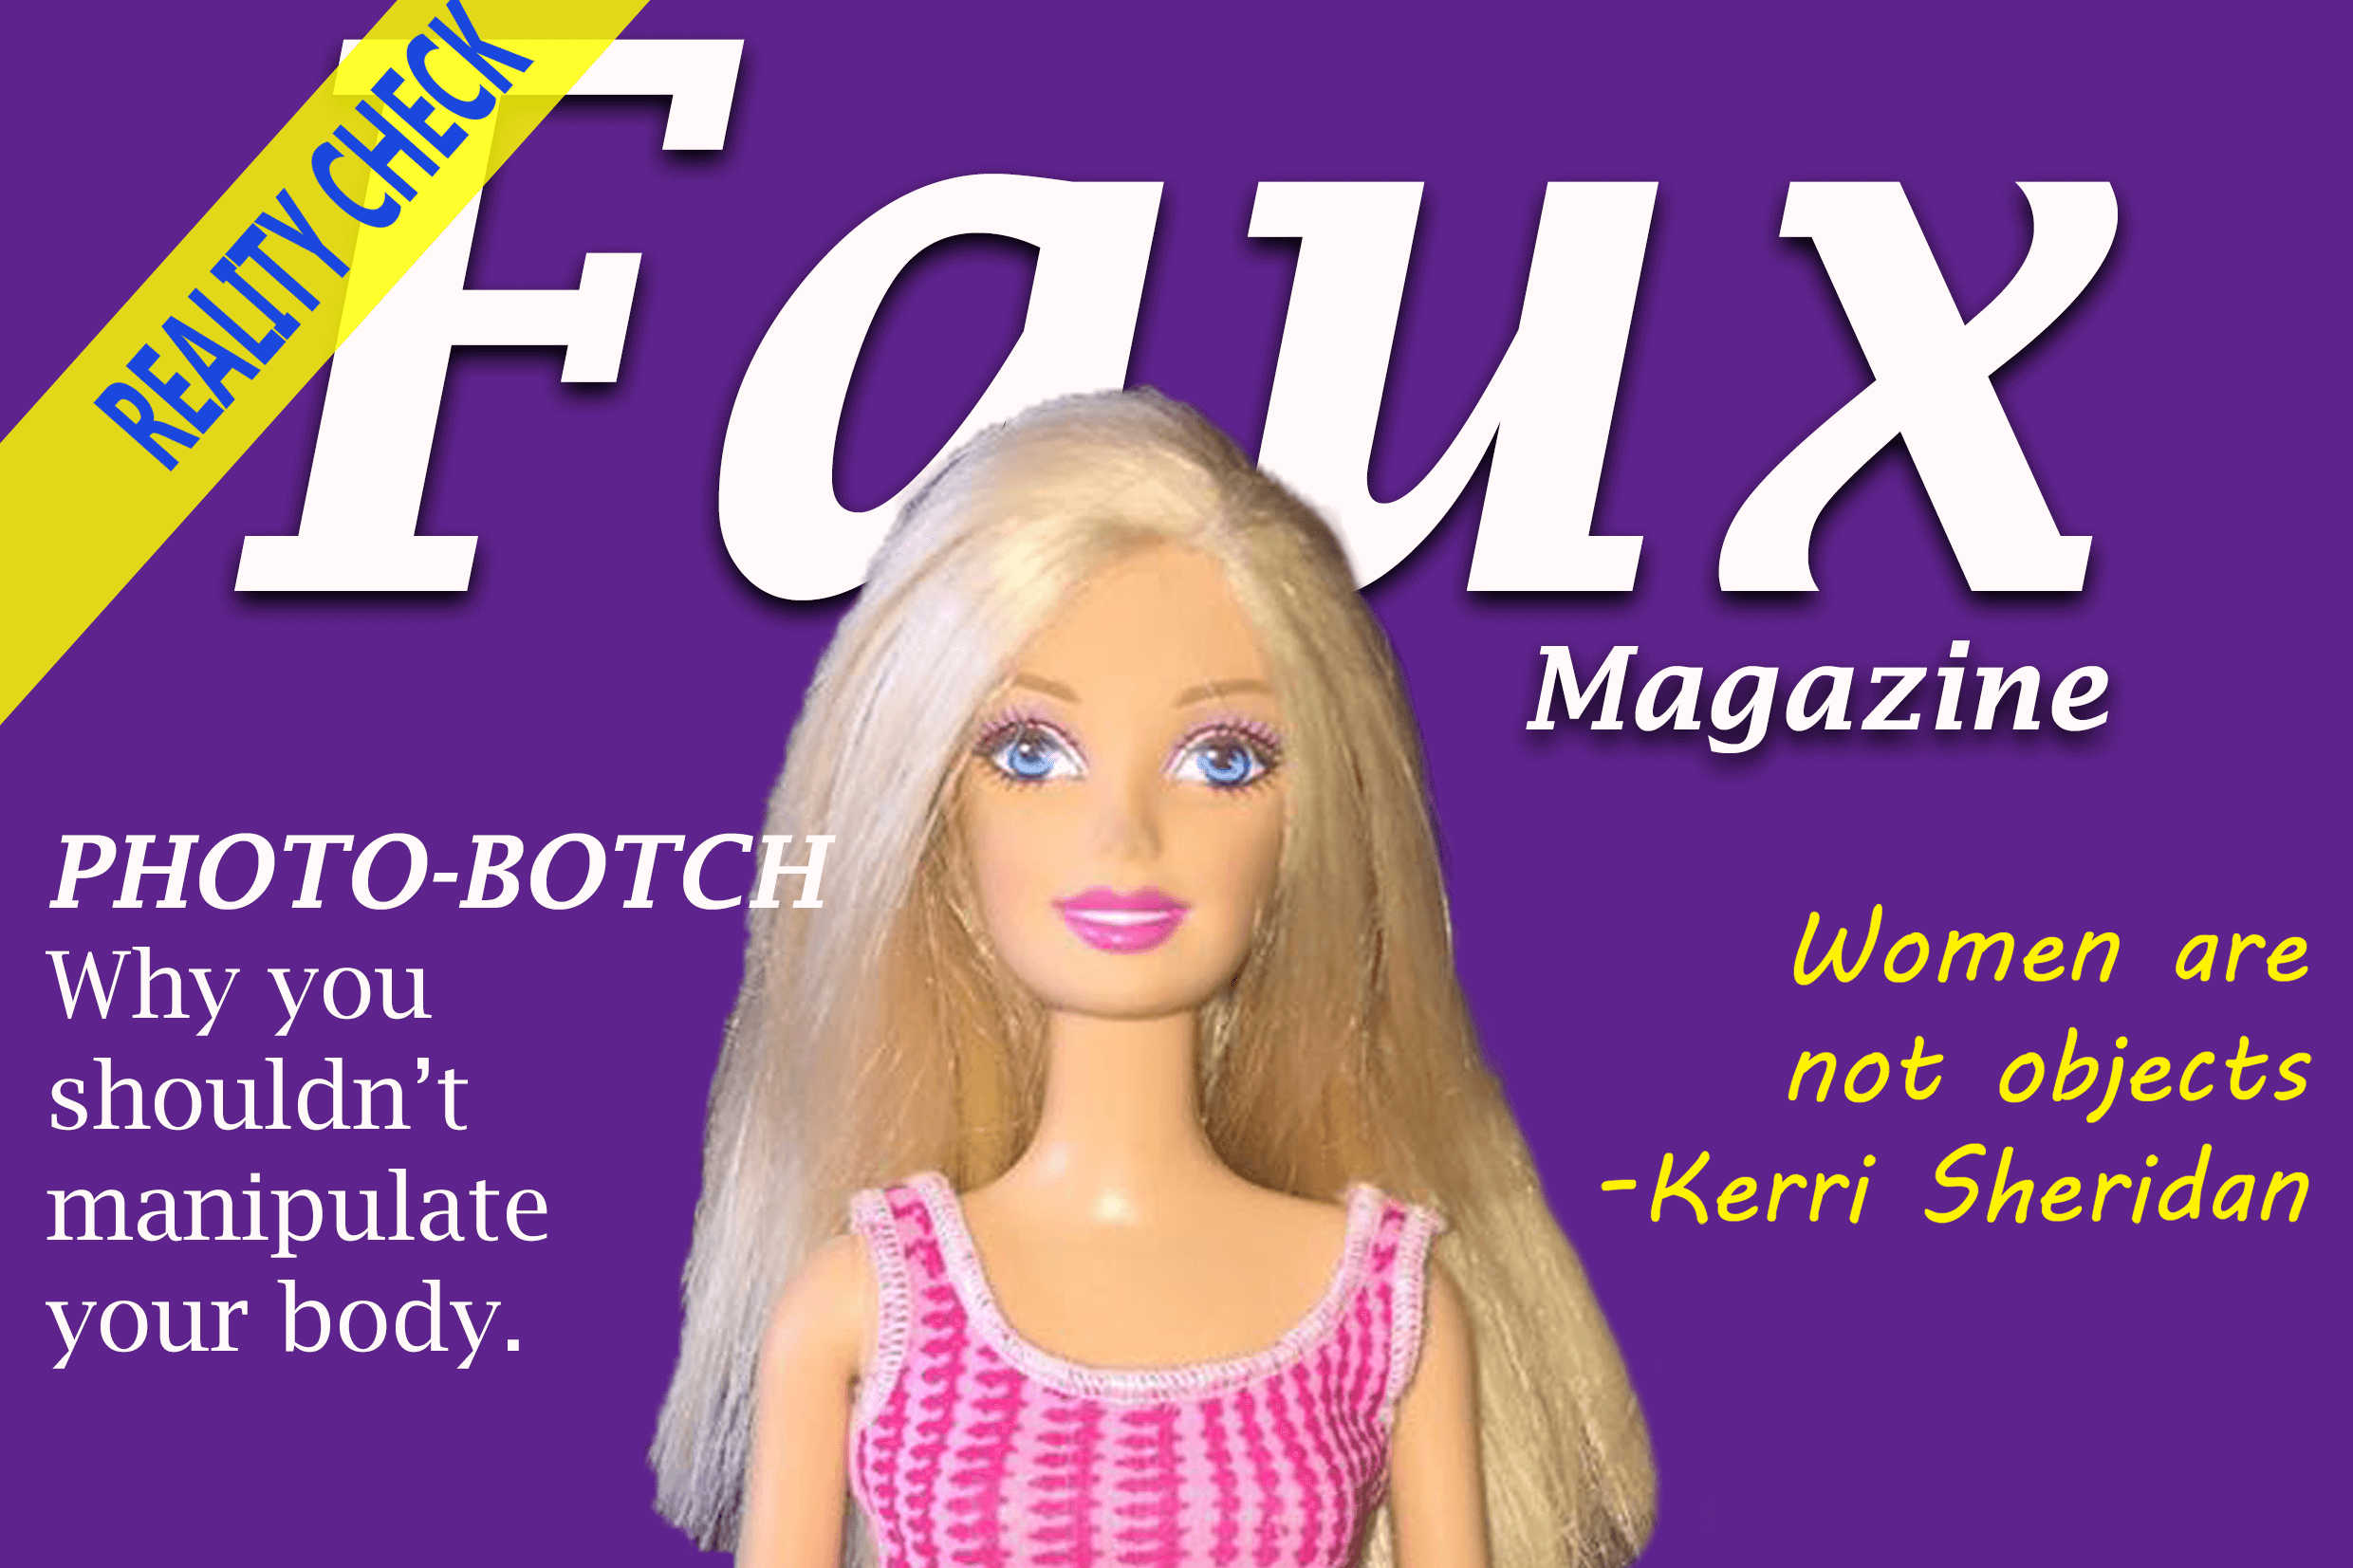 REALITY CHECK
Faux
Magazine
PHOTO-BOTCH
Why you
shouldn’t
manipulate
your body.
Women are
not objects
-Kerri Sheridan